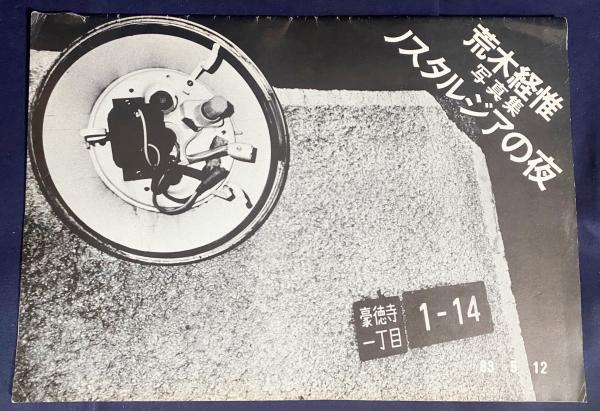 荒木経惟
写真集
ノスタルジアの夜
豪徳寺
一丁目
1-14
83 5 12